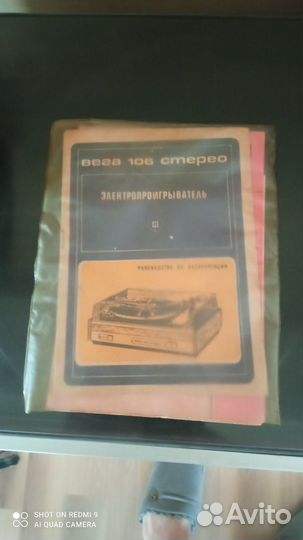 вега 106 стерео
ЭЛЕКТРОПРОИГРЫВАТЕЛЬ
РУКОВОДСТВО ПО ЭКСПЛУАТАЦИИ
SHOT ON REDMI 9
AI QUAD CAMERA
Avito